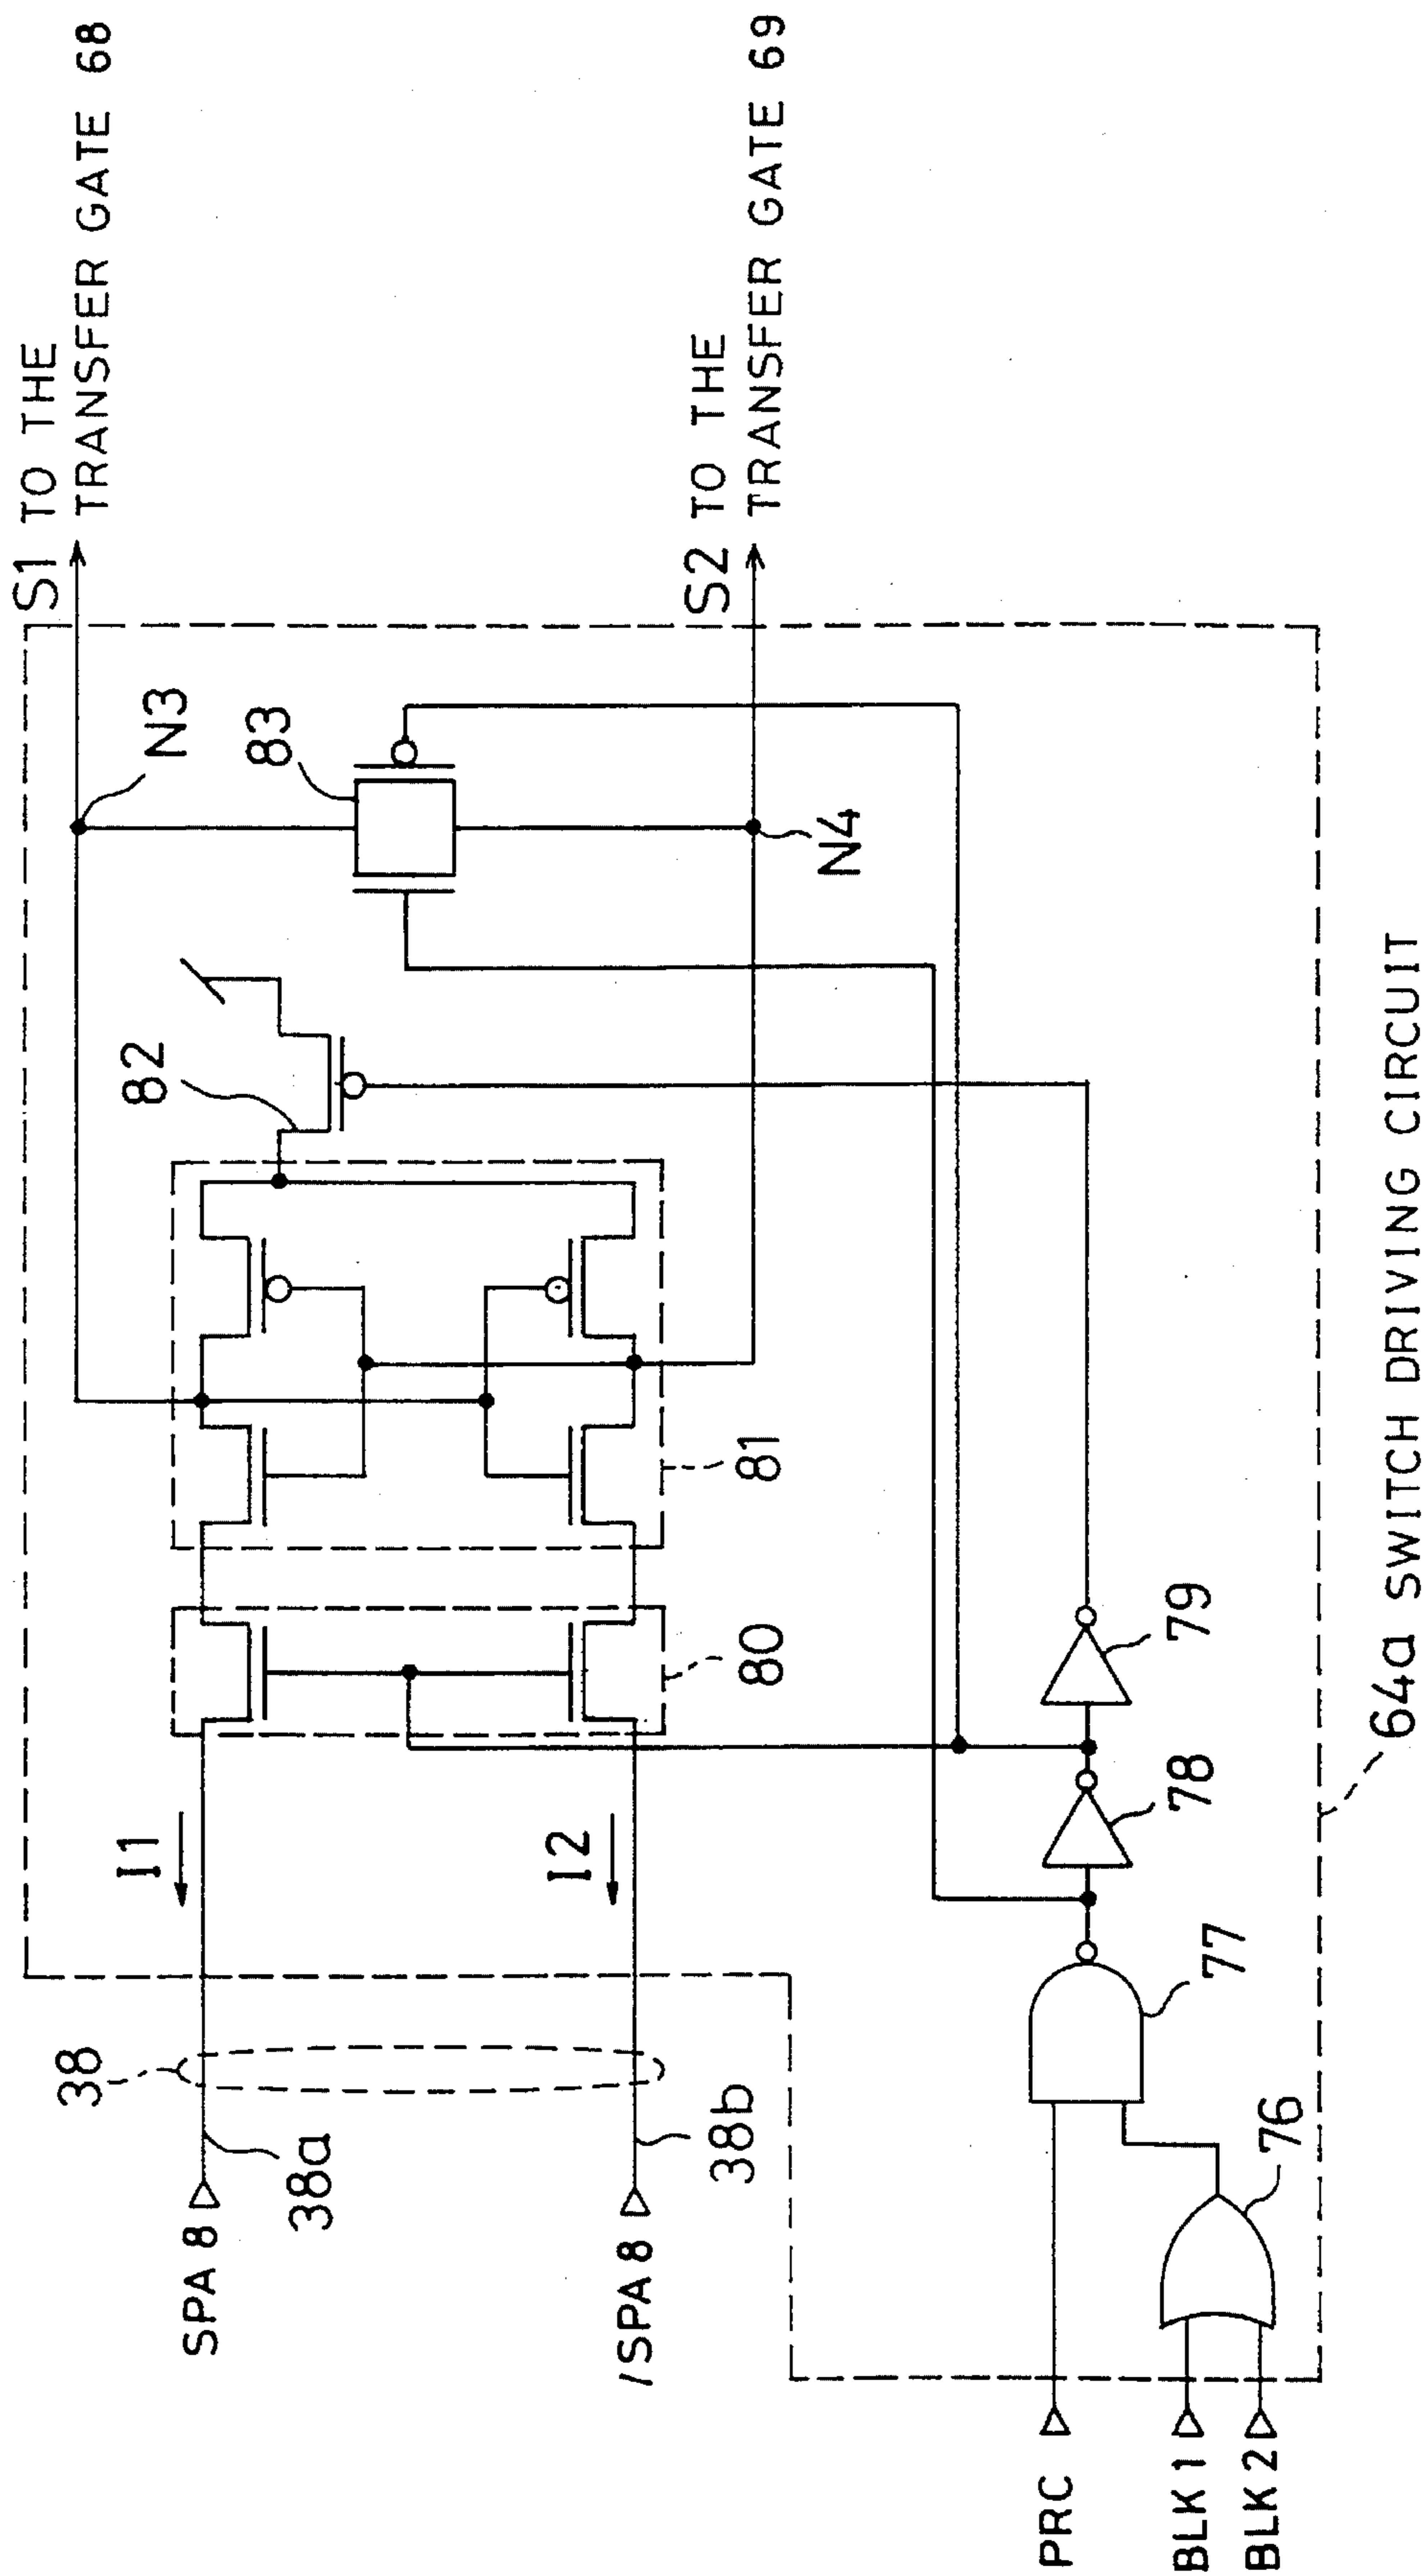 S1 TO THE
TRANSFER GATE 68
N3
83
82
S2 TO THE
TRANSFER GATE 69
N4
81
80
I1
I2
38
38a
38b
SPA 8
/SPA 8
79
78
77
76
PRC
BLK 1
BLK 2
64a SWITCH DRIVING CIRCUIT